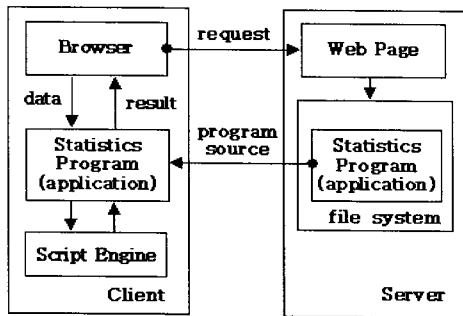 Browser
request
Web Page
data
result
Statistics
Program
(application)
program
source
Statistics
Program
(application)
file system
Script Engine
Client
Server